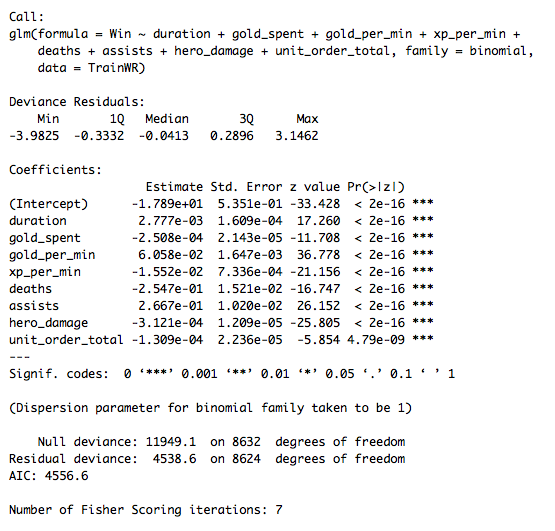 Call:
glm(formula = Win ~ duration + gold_spent + gold_per_min + xp_per_min +
    deaths + assists + hero_damage + unit_order_total, family = binomial,
    data = TrainWR)

Deviance Residuals:
    Min       1Q   Median       3Q      Max
-3.9825  -0.3332  -0.0413   0.2896   3.1462

Coefficients:
                   Estimate Std. Error z value Pr(>|z|)
(Intercept)      -1.789e+01  5.351e-01 -33.428  < 2e-16 ***
duration          2.777e-03  1.609e-04  17.260  < 2e-16 ***
gold_spent       -2.508e-04  2.143e-05 -11.708  < 2e-16 ***
gold_per_min      6.058e-02  1.647e-03  36.778  < 2e-16 ***
xp_per_min       -1.552e-02  7.336e-04 -21.156  < 2e-16 ***
deaths           -2.547e-01  1.521e-02 -16.747  < 2e-16 ***
assists           2.667e-01  1.020e-02  26.152  < 2e-16 ***
hero_damage      -3.121e-04  1.209e-05 -25.805  < 2e-16 ***
unit_order_total -1.309e-04  2.236e-05  -5.854 4.79e-09 ***
---
Signif. codes:  0 ‘***’ 0.001 ‘**’ 0.01 ‘*’ 0.05 ‘.’ 0.1 ‘ ’ 1

(Dispersion parameter for binomial family taken to be 1)

    Null deviance: 11949.1  on 8632  degrees of freedom
Residual deviance:  4538.6  on 8624  degrees of freedom
AIC: 4556.6

Number of Fisher Scoring iterations: 7